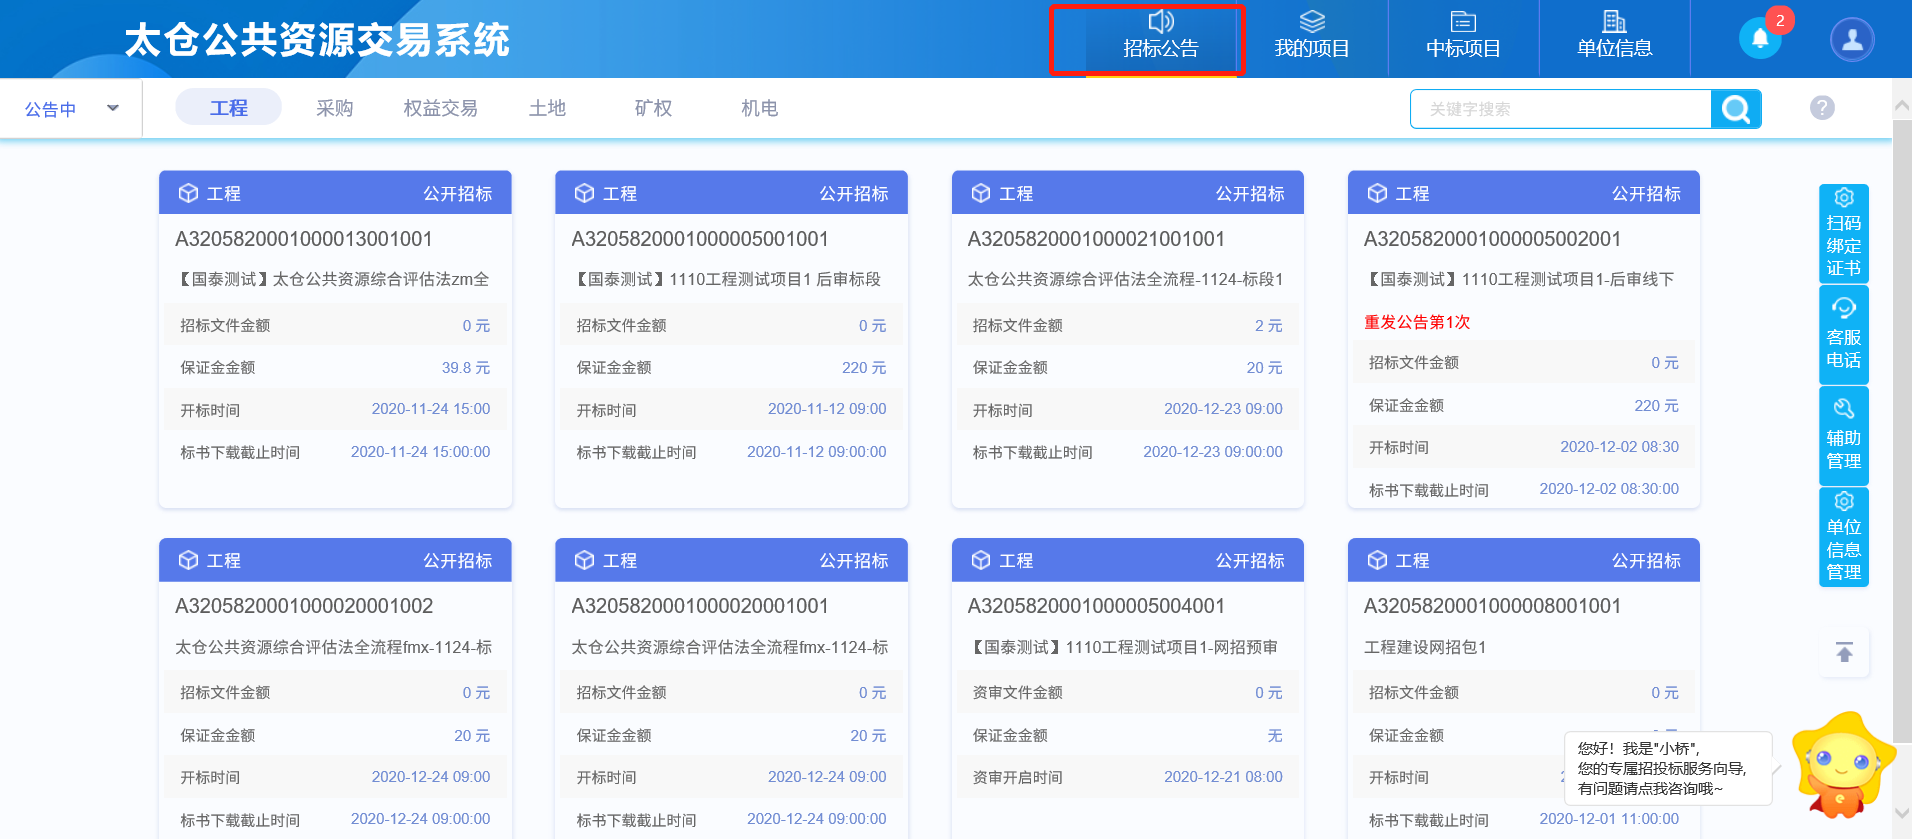 太仓公共资源交易系统
招标公告
我的项目
中标项目
单位信息
2
公告中
工程
采购
权益交易
土地
矿权
机电
关键字搜索
?
工程 公开招标
A3205820001000013001001
【国泰测试】太仓公共资源综合评估法zm全
招标文件金额 0 元
保证金金额 39.8 元
开标时间 2020-11-24 15:00
标书下载截止时间 2020-11-24 15:00:00
工程 公开招标
A3205820001000005001001
【国泰测试】1110工程测试项目1 后审标段
招标文件金额 0 元
保证金金额 220 元
开标时间 2020-11-12 09:00
标书下载截止时间 2020-11-12 09:00:00
工程 公开招标
A3205820001000021001001
太仓公共资源综合评估法全流程-1124-标段1
招标文件金额 2 元
保证金金额 20 元
开标时间 2020-12-23 09:00
标书下载截止时间 2020-12-23 09:00:00
工程 公开招标
A3205820001000005002001
【国泰测试】1110工程测试项目1-后审线下
重发公告第1次
招标文件金额 0 元
保证金金额 220 元
开标时间 2020-12-02 08:30
标书下载截止时间 2020-12-02 08:30:00
工程 公开招标
A3205820001000020001002
太仓公共资源综合评估法全流程fmx-1124-标
招标文件金额 0 元
保证金金额 20 元
开标时间 2020-12-24 09:00
标书下载截止时间 2020-12-24 09:00:00
工程 公开招标
A3205820001000020001001
太仓公共资源综合评估法全流程fmx-1124-标
招标文件金额 0 元
保证金金额 20 元
开标时间 2020-12-24 09:00
标书下载截止时间 2020-12-24 09:00:00
工程 公开招标
A3205820001000005004001
【国泰测试】1110工程测试项目1-网招预审
资审文件金额 0 元
保证金金额 无
资审开启时间 2020-12-21 08:00
工程 公开招标
A3205820001000008001001
工程建设网招包1
招标文件金额 0 元
保证金金额
开标时间
标书下载截止时间 2020-12-01 11:00:00
扫码
绑定
证书
客服
电话
辅助
管理
单位
信息
管理
您好！我是"小桥",
您的专属招投标服务向导,
有问题请点我咨询哦~